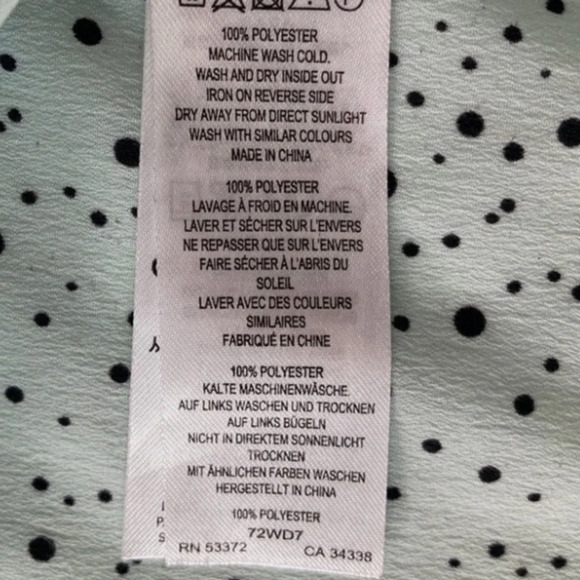 100% POLYESTER
MACHINE WASH COLD.
WASH AND DRY INSIDE OUT
IRON ON REVERSE SIDE
DRY AWAY FROM DIRECT SUNLIGHT
WASH WITH SIMILAR COLOURS
MADE IN CHINA
100% POLYESTER
LAVAGE À FROID EN MACHINE.
LAVER ET SÉCHER SUR L'ENVERS
NE REPASSER QUE SUR L'ENVERS
FAIRE SÉCHER À L'ABRIS DU
SOLEIL
LAVER AVEC DES COULEURS
SIMILAIRES
FABRIQUÉ EN CHINE
100% POLYESTER
KALTE MASCHINENWÄSCHE.
AUF LINKS WASCHEN UND TROCKNEN
AUF LINKS BÜGELN
NICHT IN DIREKTEM SONNENLICHT
TROCKNEN
MIT ÄHNLICHEN FARBEN WASCHEN
HERGESTELLT IN CHINA
100% POLYESTER
72WD7
RN 53372 CA 34338